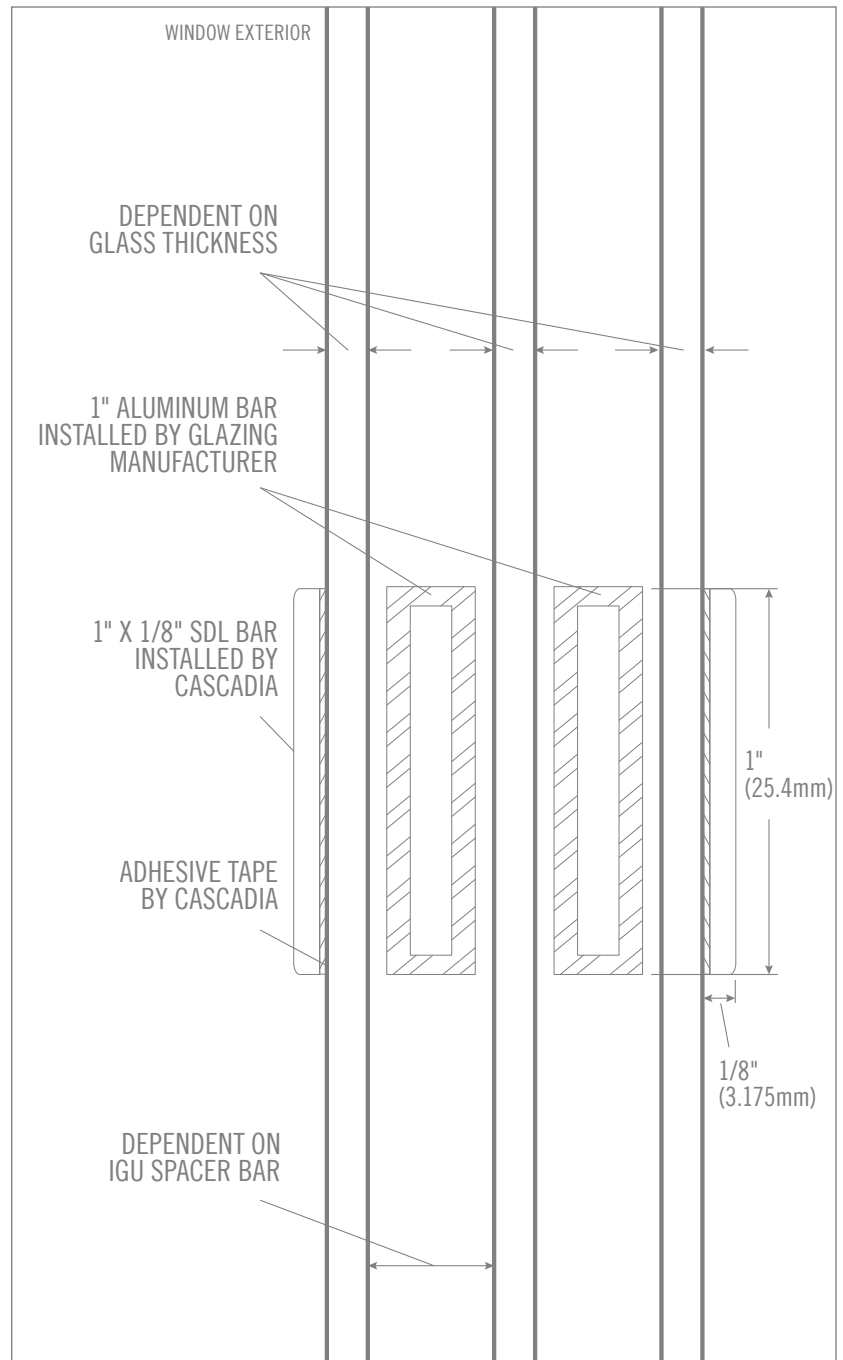 WINDOW EXTERIOR
DEPENDENT ON
GLASS THICKNESS
1" ALUMINUM BAR
INSTALLED BY GLAZING
MANUFACTURER
1" X 1/8" SDL BAR
INSTALLED BY
CASCADIA
1"
(25.4mm)
ADHESIVE TAPE
BY CASCADIA
1/8"
(3.175mm)
DEPENDENT ON
IGU SPACER BAR